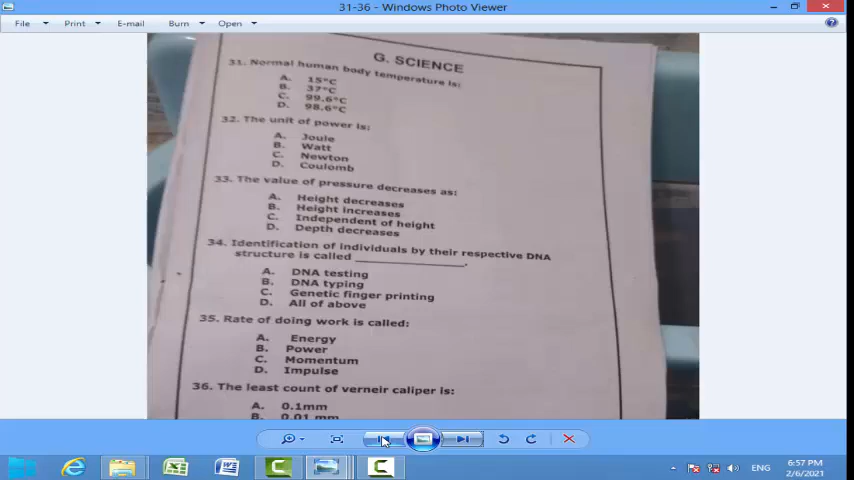 31-36 - Windows Photo Viewer
File Print E-mail Burn Open
G. SCIENCE
31. Normal human body temperature is:
A. 15°C
B. 37°C
C. 99.6°C
D. 98.6°C
32. The unit of power is:
A. Joule
B. Watt
C. Newton
D. Coulomb
33. The value of pressure decreases as:
A. Height decreases
B. Height increases
C. Independent of height
D. Depth decreases
34. Identification of individuals by their respective DNA
structure is called ____________.
A. DNA testing
B. DNA typing
C. Genetic finger printing
D. All of above
35. Rate of doing work is called:
A. Energy
B. Power
C. Momentum
D. Impulse
36. The least count of verneir caliper is:
A. 0.1mm
B. 0.01 mm
ENG
6:57 PM
2/6/2021